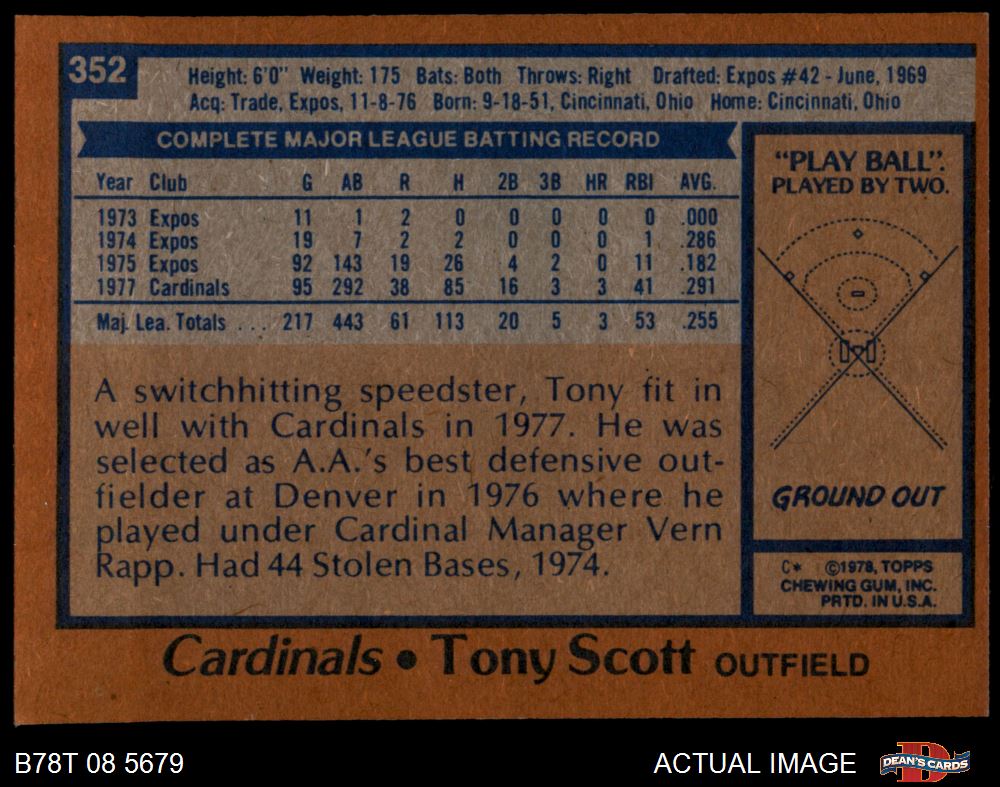 352
Height: 6'0" Weight: 175 Bats: Both Throws: Right Drafted: Expos #42 - June, 1969
Acq: Trade, Expos, 11-8-76 Born: 9-18-51, Cincinnati, Ohio Home: Cincinnati, Ohio
COMPLETE MAJOR LEAGUE BATTING RECORD
Year Club G AB R H 2B 3B HR RBI AVG.
1973 Expos 11 1 2 0 0 0 0 0 .000
1974 Expos 19 7 2 2 0 0 0 1 .286
1975 Expos 92 143 19 26 4 2 0 11 .182
1977 Cardinals 95 292 38 85 16 3 3 41 .291
Maj. Lea. Totals ... 217 443 61 113 20 5 3 53 .255
A switchhitting speedster, Tony fit in
well with Cardinals in 1977. He was
selected as A.A.'s best defensive out-
fielder at Denver in 1976 where he
played under Cardinal Manager Vern
Rapp. Had 44 Stolen Bases, 1974.
"PLAY BALL".
PLAYED BY TWO.
GROUND OUT
C* ©1978, TOPPS
CHEWING GUM, INC.
PRTD. IN U.S.A.
Cardinals • Tony Scott OUTFIELD
B78T 08 5679
ACTUAL IMAGE
D
DEAN'S CARDS